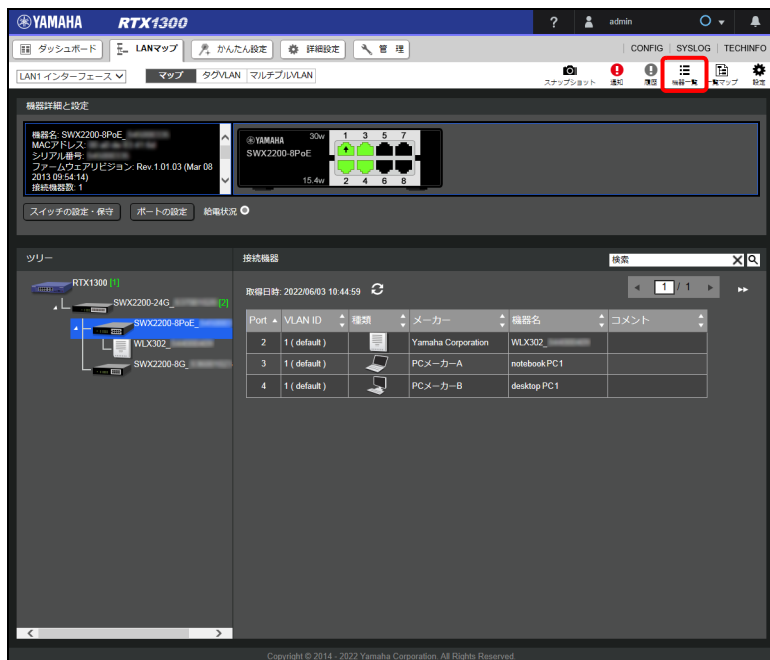 YAMAHA RTX1300 ? admin
ダッシュボード LANマップ かんたん設定 詳細設定 管 理 CONFIG SYSLOG TECHINFO
LAN1 インターフェース マップ タグVLAN マルチプルVLAN スナップショット 通知 履歴 機器一覧 一覧マップ 設定
機器詳細と設定
機器名: SWX2200-8PoE_
MACアドレス:
シリアル番号:
ファームウェアリビジョン: Rev.1.01.03 (Mar 08
2013 09:54:14)
接続機器数: 1
YAMAHA 30w 1 3 5 7
SWX2200-8PoE
15.4w 2 4 6 8
スイッチの設定・保守 ポートの設定 給電状況
ツリー 接続機器 検索
RTX1300 [1]
SWX2200-24G_ [2]
SWX2200-8PoE_
WLX302_
SWX2200-8G_
取得日時: 2022/06/03 10:44:59 1 / 1
Port VLAN ID 種類 メーカー 機器名 コメント
2 1 ( default ) Yamaha Corporation WLX302_
3 1 ( default ) PCメーカーA notebook PC1
4 1 ( default ) PCメーカーB desktop PC1
Copyright © 2014 - 2022 Yamaha Corporation. All Rights Reserved.